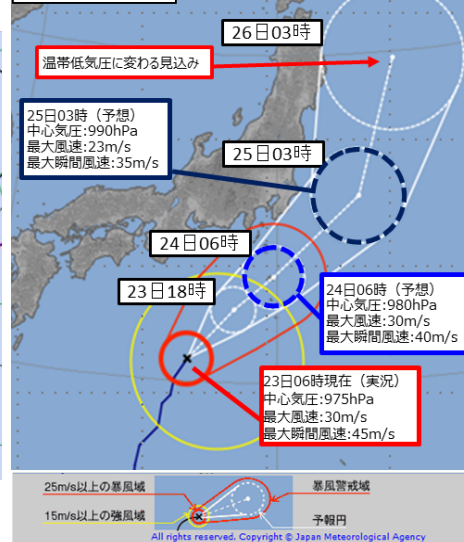 26日03時
温帯低気圧に変わる見込み
25日03時（予想）
中心気圧:990hPa
最大風速:23m/s
最大瞬間風速:35m/s
25日03時
24日06時
23日18時
24日06時（予想）
中心気圧:980hPa
最大風速:30m/s
最大瞬間風速:40m/s
23日06時現在（実況）
中心気圧:975hPa
最大風速:30m/s
最大瞬間風速:45m/s
25m/s以上の暴風域
暴風警戒域
15m/s以上の強風域
予報円
All rights reserved. Copyright © Japan Meteorological Agency